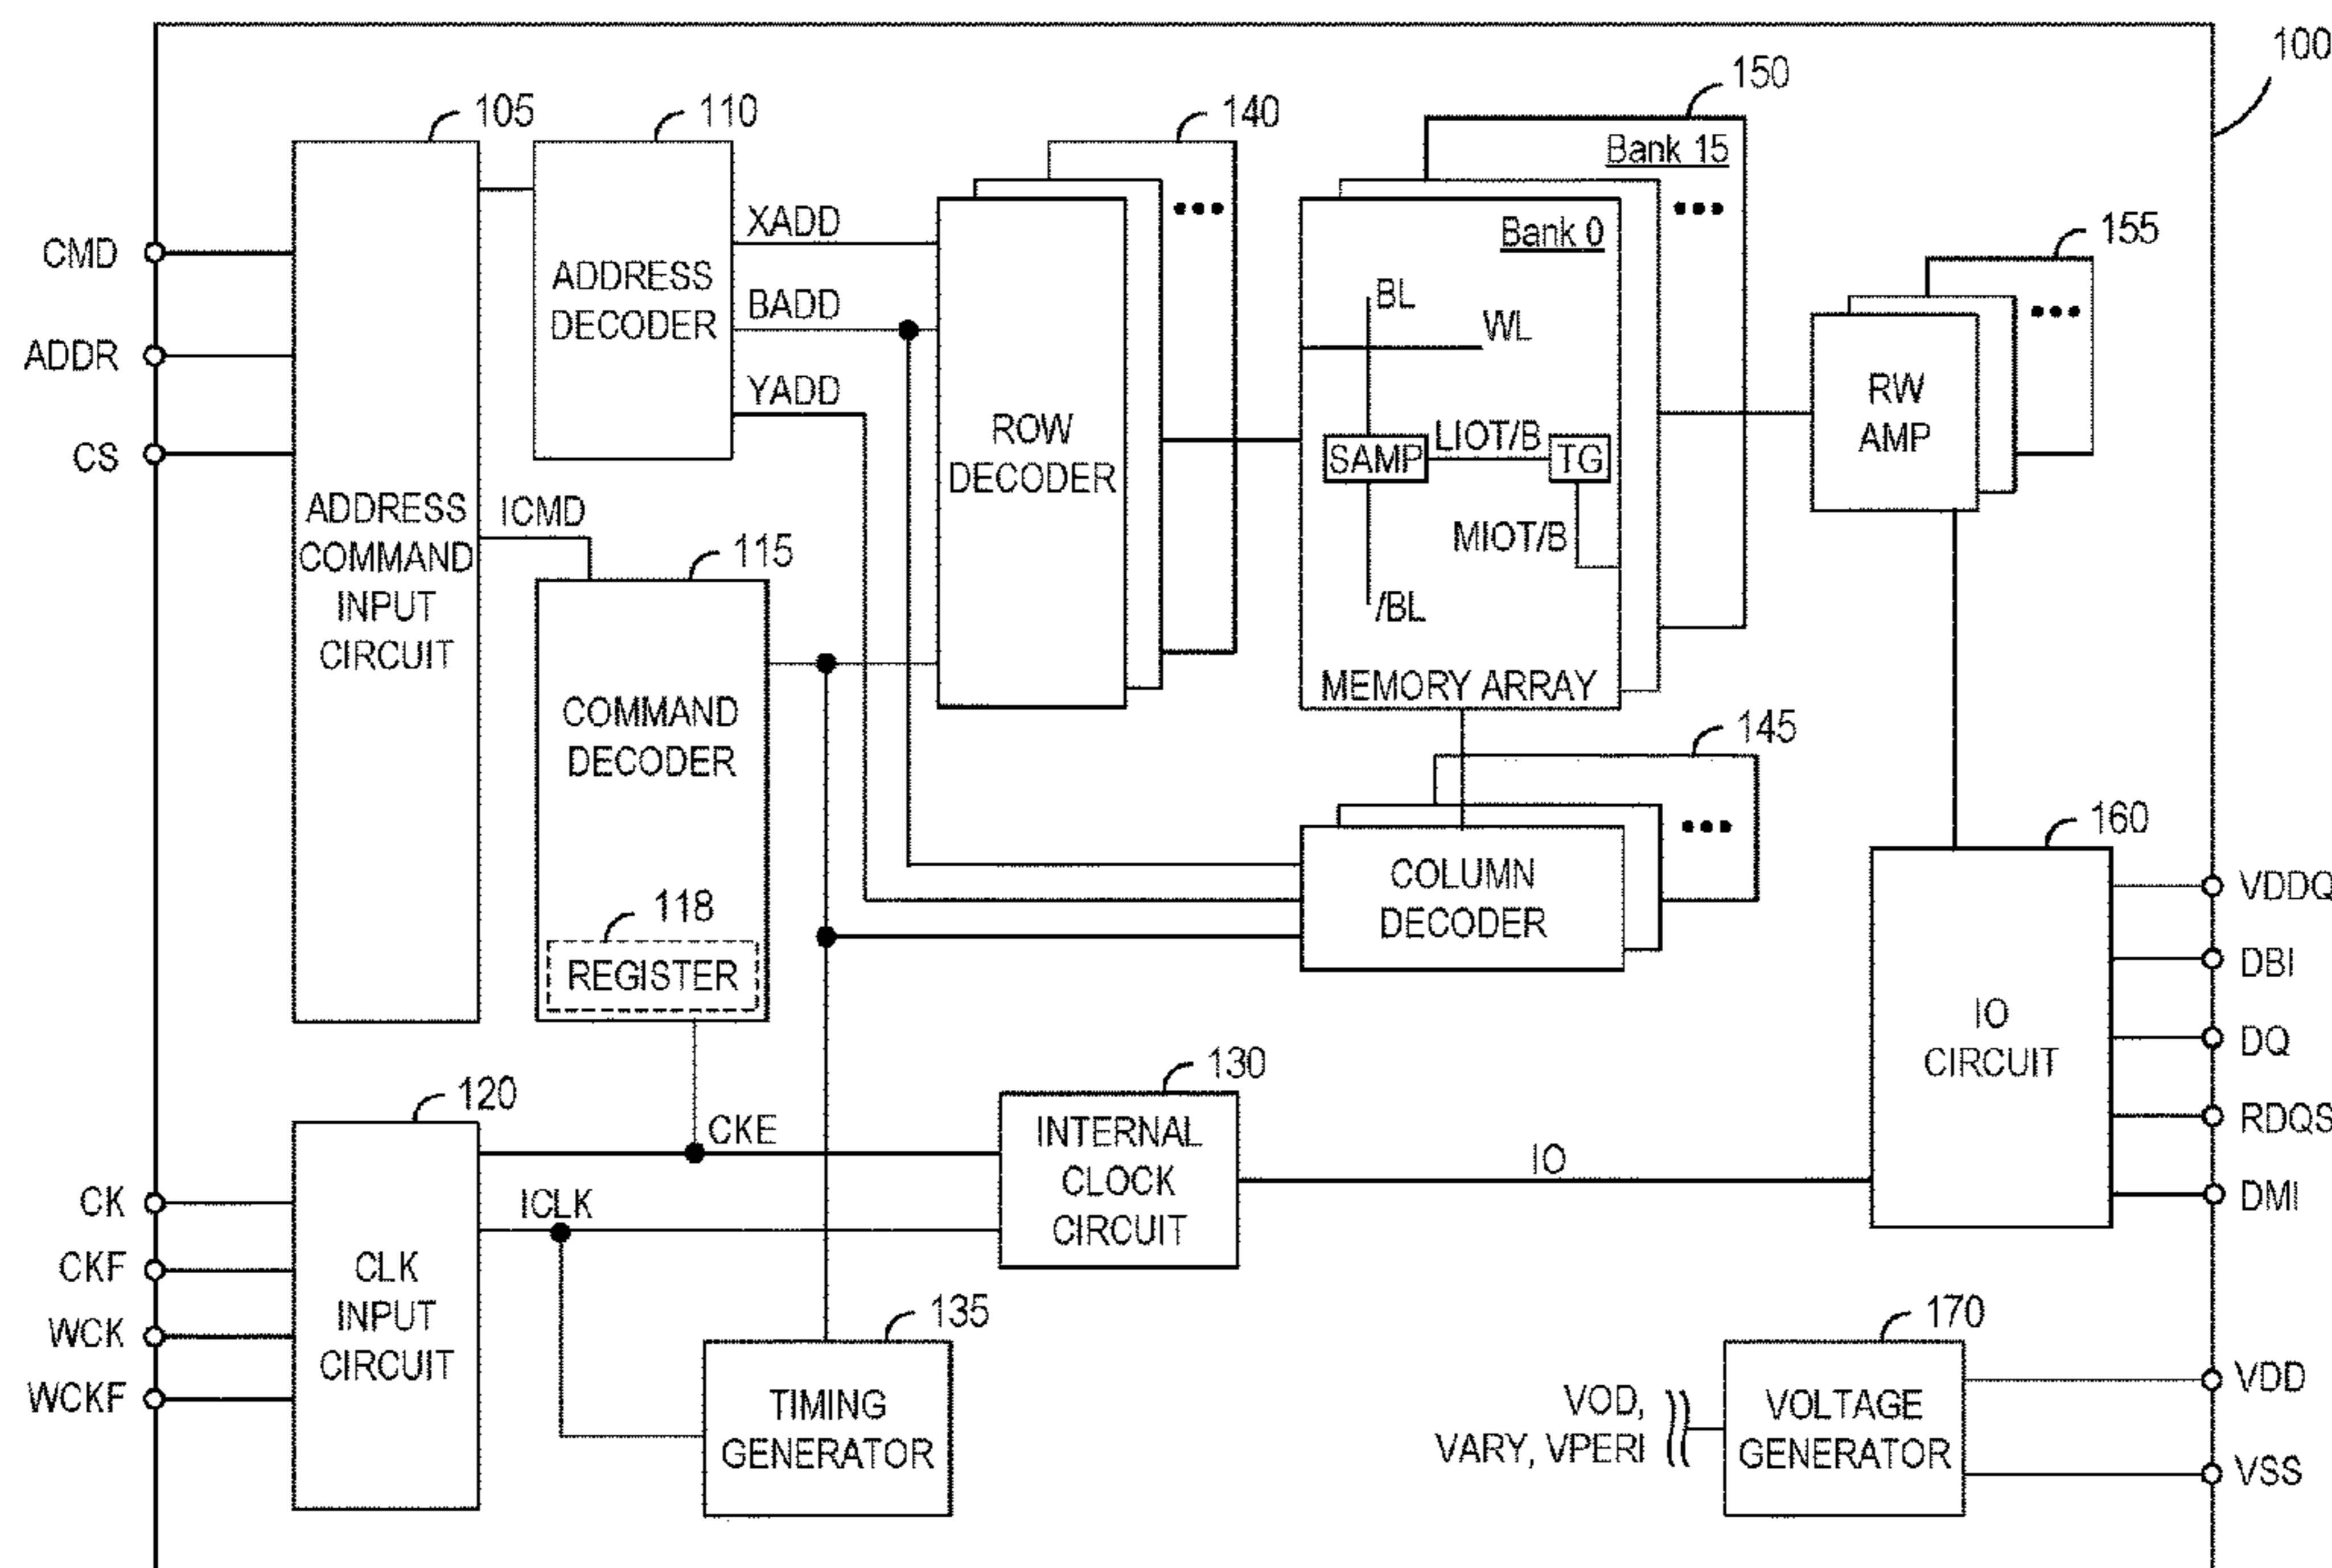 100
150
105
110
140
Bank 15
XADD
Bank 0
155
CMD
ADDRESS
DECODER
BADD
BL
WL
ADDR
YADD
RW
AMP
ROW
DECODER
LIOT/B
CS
SAMP
TG
ADDRESS
COMMAND
INPUT
CIRCUIT
ICMD
115
MIOT/B
/BL
MEMORY ARRAY
COMMAND
DECODER
145
160
COLUMN
DECODER
VDDQ
118
REGISTER
DBI
IO
CIRCUIT
DQ
130
120
CKE
INTERNAL
CLOCK
CIRCUIT
RDQS
IO
CK
ICLK
DMI
CKF
CLK
INPUT
CIRCUIT
WCK
135
170
WCKF
TIMING
GENERATOR
VOD,
VARY, VPERI
VOLTAGE
GENERATOR
VDD
VSS